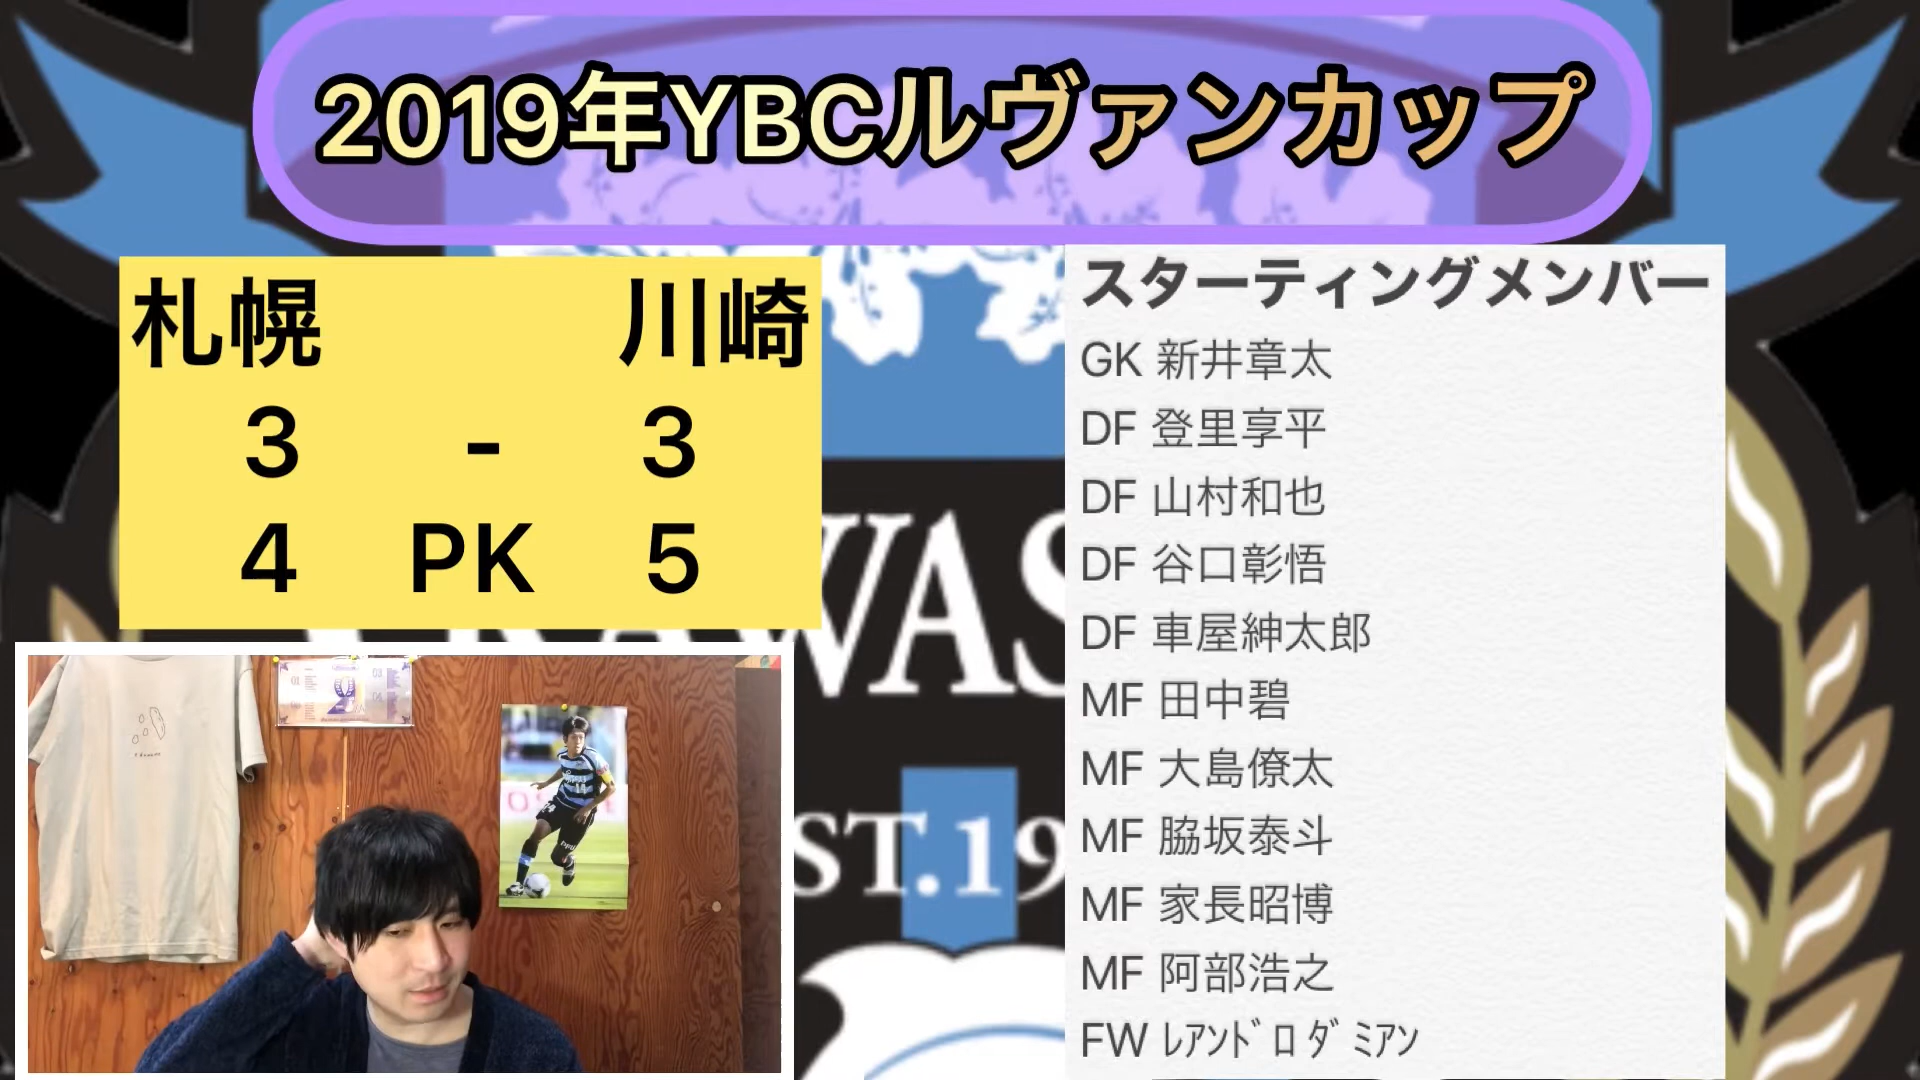 2019年YBCルヴァンカップ
札幌 川崎
3 - 3
4 PK 5
スターティングメンバー
GK 新井章太
DF 登里享平
DF 山村和也
DF 谷口彰悟
DF 車屋紳太郎
MF 田中碧
MF 大島僚太
MF 脇坂泰斗
MF 家長昭博
MF 阿部浩之
FW ﾚｱﾝﾄﾞﾛﾀﾞﾐｱﾝ
WAS
ST.19